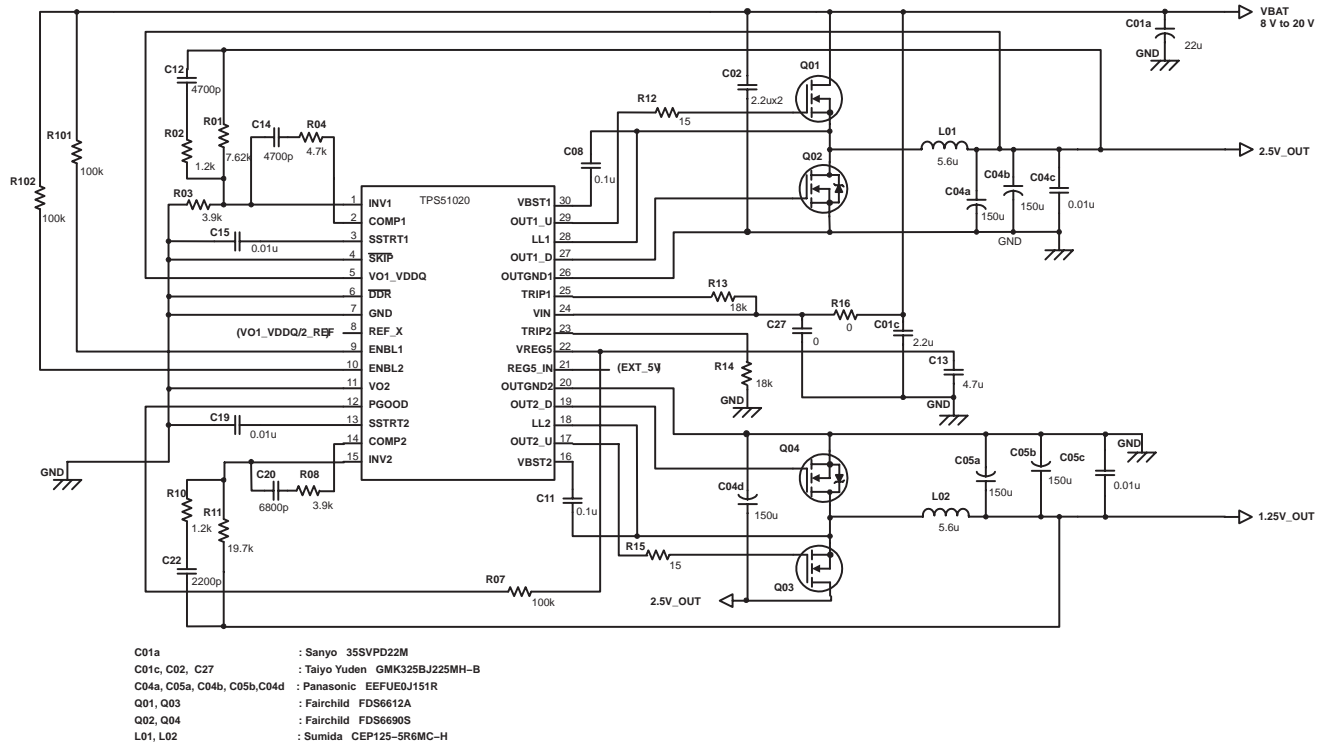 VBAT
8 V to 20 V
C01a
22u
GND
C12
4700p
R02
1.2k
R01
7.62k
C14
4700p
R04
4.7k
R101
100k
R102
100k
R03
3.9k
C15
0.01u
C02
2.2ux2
Q01
R12
15
C08
0.1u
Q02
L01
5.6u
2.5V_OUT
C04a
150u
C04b
150u
C04c
0.01u
GND
TPS51020
1 INV1
2 COMP1
3 SSTRT1
4 SKIP
5 VO1_VDDQ
6 DDR
7 GND
(VO1_VDDQ/2_REF) 8 REF_X
9 ENBL1
10 ENBL2
11 VO2
12 PGOOD
13 SSTRT2
14 COMP2
15 INV2
VBST1 30
OUT1_U 29
LL1 28
OUT1_D 27
OUTGND1 26
TRIP1 25
VIN 24
TRIP2 23
VREG5 22
REG5_IN 21 (EXT_5V)
OUTGND2 20
OUT2_D 19
LL2 18
OUT2_U 17
VBST2 16
R13
18k
R16
0
C27
0
C01c
2.2u
C13
4.7u
R14
18k
GND
GND
C19
0.01u
GND
C20
6800p
R08
3.9k
R10
1.2k
R11
19.7k
C22
2200p
C11
0.1u
C04d
150u
Q04
C05a
150u
C05b
150u
C05c
0.01u
GND
L02
5.6u
1.25V_OUT
R15
15
Q03
R07
100k
2.5V_OUT
C01a : Sanyo 35SVPD22M
C01c, C02, C27 : Taiyo Yuden GMK325BJ225MH−B
C04a, C05a, C04b, C05b,C04d : Panasonic EEFUE0J151R
Q01, Q03 : Fairchild FDS6612A
Q02, Q04 : Fairchild FDS6690S
L01, L02 : Sumida CEP125−5R6MC−H